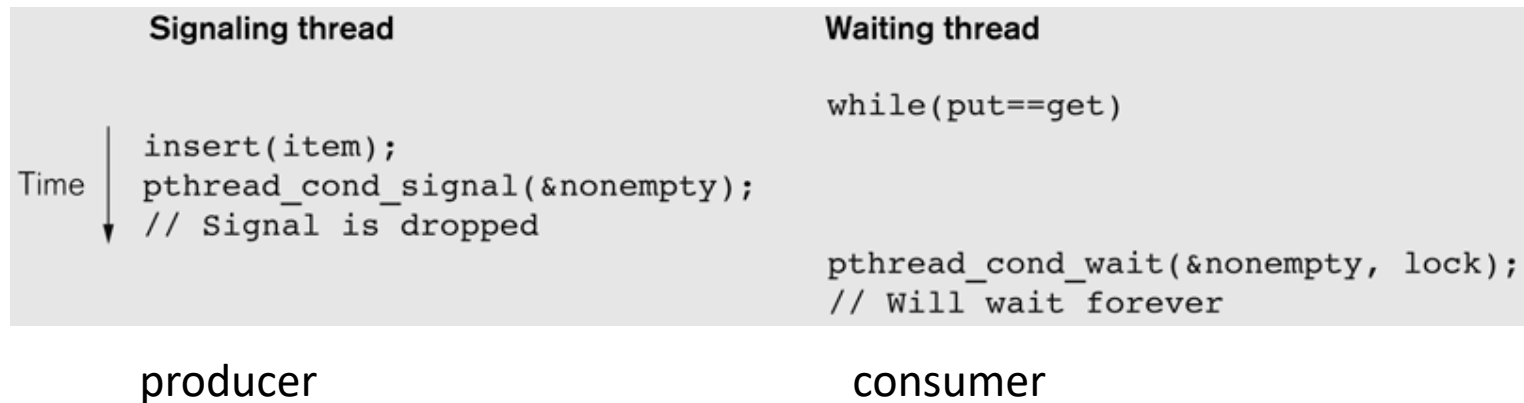 Signaling thread
Waiting thread
while(put==get)
insert(item);
Time
pthread_cond_signal(&nonempty);
// Signal is dropped
pthread_cond_wait(&nonempty, lock);
// Will wait forever
producer
consumer